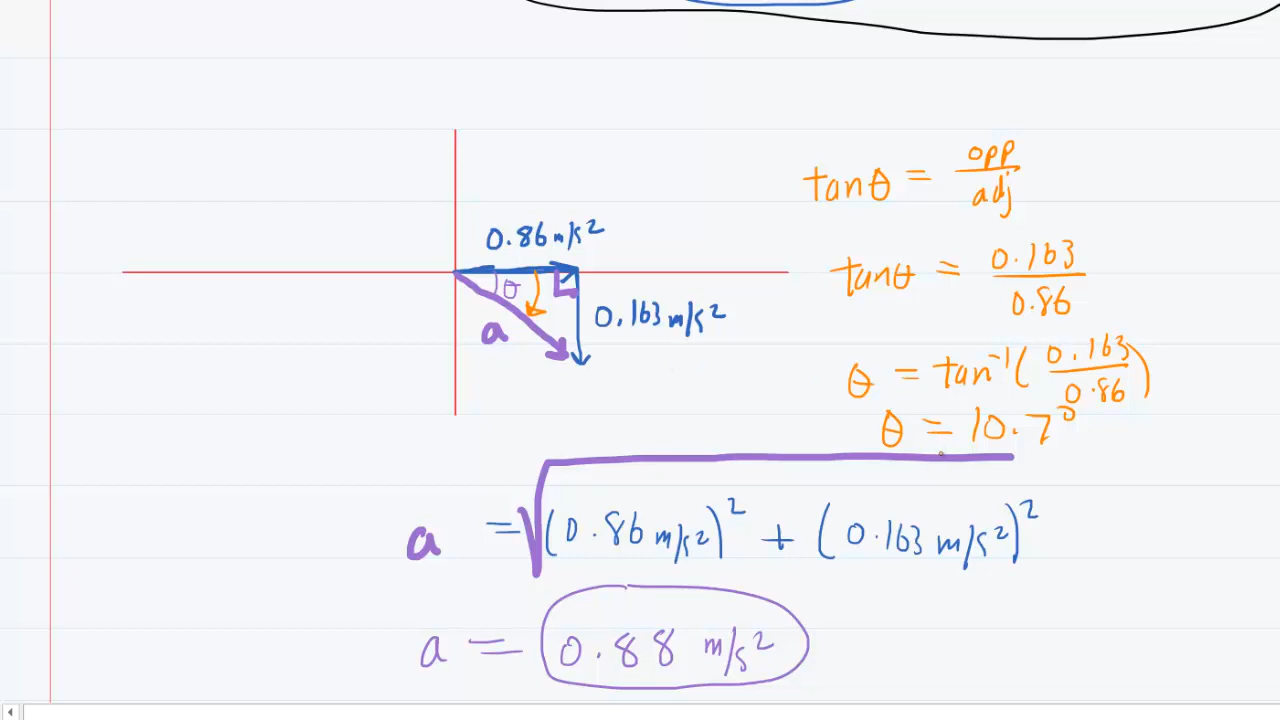 tanθ = opp/adj
0.86 m/s²
tanθ = 0.163/0.86
θ
0.163 m/s²
a
θ = tan⁻¹(0.163/0.86)
θ = 10.7°
a = √(0.86 m/s²)² + (0.163 m/s²)²
a = 0.88 m/s²